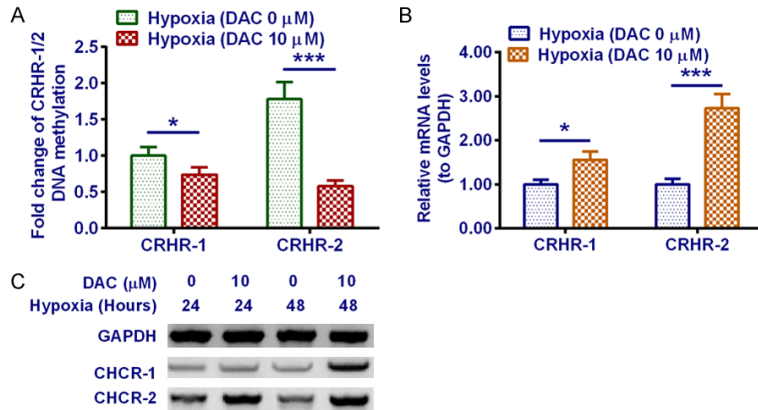 A
Hypoxia (DAC 0 µM)
Hypoxia (DAC 10 µM)
Fold change of CRHR-1/2
DNA methylation
2.5
2.0
1.5
1.0
0.5
0.0
*
***
CRHR-1 CRHR-2
B
Hypoxia (DAC 0 µM)
Hypoxia (DAC 10 µM)
Relative mRNA levels
(to GAPDH)
4.00
3.00
2.00
1.00
0.00
*
***
CRHR-1 CRHR-2
C
DAC (µM) 0 10 0 10
Hypoxia (Hours) 24 24 48 48
GAPDH
CHCR-1
CHCR-2